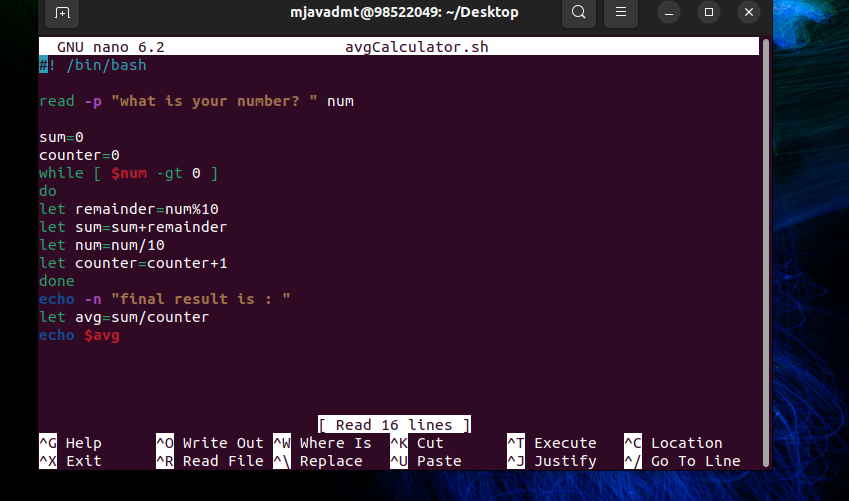 mjavadmt@98522049: ~/Desktop
GNU nano 6.2 avgCalculator.sh
#! /bin/bash
read -p "what is your number? " num
sum=0
counter=0
while [ $num -gt 0 ]
do
let remainder=num%10
let sum=sum+remainder
let num=num/10
let counter=counter+1
done
echo -n "final result is : "
let avg=sum/counter
echo $avg
[ Read 16 lines ]
^G Help ^O Write Out ^W Where Is ^K Cut ^T Execute ^C Location
^X Exit ^R Read File ^\ Replace ^U Paste ^J Justify ^/ Go To Line